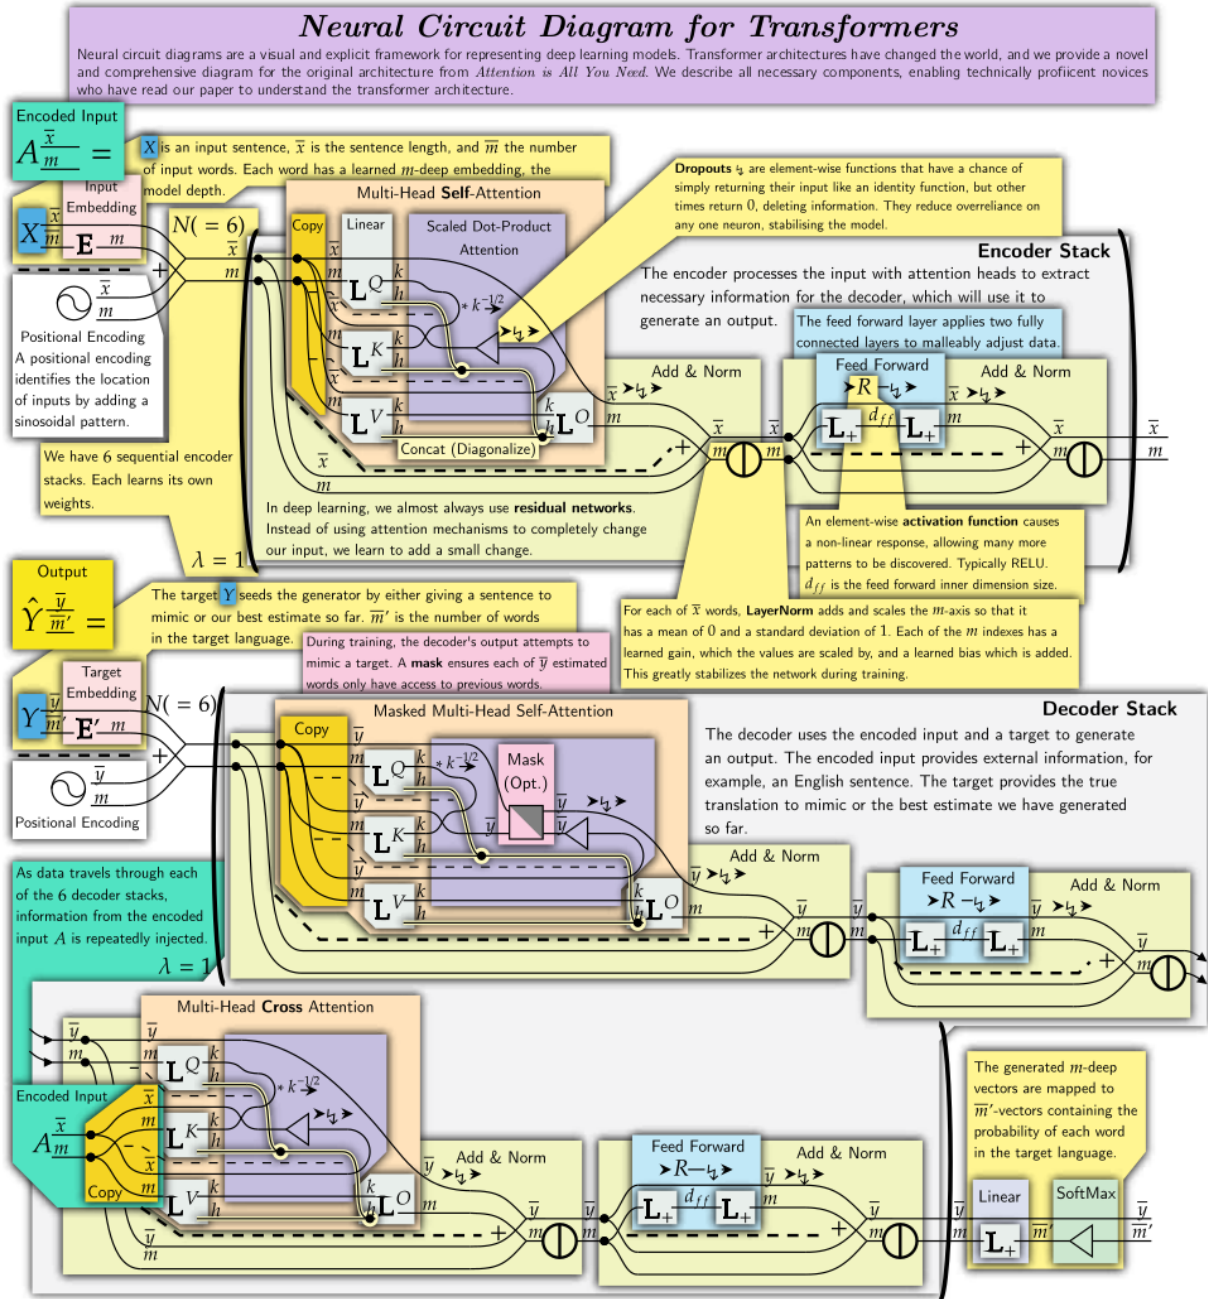 Neural Circuit Diagram for Transformers
Neural circuit diagrams are a visual and explicit framework for representing deep learning models. Transformer architectures have changed the world, and we provide a novel
and comprehensive diagram for the original architecture from Attention is All You Need. We describe all necessary components, enabling technically profiicent novices
who have read our paper to understand the transformer architecture.
Encoded Input
A x̅ m =
X is an input sentence, x̅ is the sentence length, and m̅ the number
of input words. Each word has a learned m-deep embedding, the
model depth.
Input
Embedding
X x̅ m̅ E m
N(= 6)
x̅
m
+
x̅
m
Positional Encoding
A positional encoding
identifies the location
of inputs by adding a
sinosoidal pattern.
We have 6 sequential encoder
stacks. Each learns its own
weights.
λ = 1
Multi-Head Self-Attention
Copy
Linear
Scaled Dot-Product
Attention
x̅
m L^Q k h
* k^-1/2
x̅
m L^K k h
x̅
m L^V k h
k h L^O
Concat (Diagonalize)
x̅
m
Dropouts are element-wise functions that have a chance of
simply returning their input like an identity function, but other
times return 0, deleting information. They reduce overreliance on
any one neuron, stabilising the model.
Encoder Stack
The encoder processes the input with attention heads to extract
necessary information for the decoder, which will use it to
generate an output.
The feed forward layer applies two fully
connected layers to malleably adjust data.
Add & Norm
x̅
m
+
x̅
m m
Feed Forward
R
L+ d_ff L+
Add & Norm
x̅
m
+
x̅
m
x̅
m
In deep learning, we almost always use residual networks.
Instead of using attention mechanisms to completely change
our input, we learn to add a small change.
An element-wise activation function causes
a non-linear response, allowing many more
patterns to be discovered. Typically RELU.
d_ff is the feed forward inner dimension size.
For each of x̅ words, LayerNorm adds and scales the m-axis so that it
has a mean of 0 and a standard deviation of 1. Each of the m indexes has a
learned gain, which the values are scaled by, and a learned bias which is added.
This greatly stabilizes the network during training.
Output
Ŷ y̅ m̅′ =
The target Y seeds the generator by either giving a sentence to
mimic or our best estimate so far. m̅′ is the number of words
in the target language.
During training, the decoder's output attempts to
mimic a target. A mask ensures each of y̅ estimated
words only have access to previous words.
Target
Embedding
Y y̅ m̅′ E′ m
N(= 6)
+
y̅
m
Positional Encoding
Masked Multi-Head Self-Attention
Copy
y̅
m L^Q k h
* k^-1/2
Mask
(Opt.)
y̅
m L^K k h
y̅ y̅ y̅
y̅
m L^V k h
k h L^O
Decoder Stack
The decoder uses the encoded input and a target to generate
an output. The encoded input provides external information, for
example, an English sentence. The target provides the true
translation to mimic or the best estimate we have generated
so far.
Add & Norm
y̅
m
+
y̅
m
Feed Forward
R
L+ d_ff L+
Add & Norm
y̅
m
+
y̅
m
As data travels through each
of the 6 decoder stacks,
information from the encoded
input A is repeatedly injected.
λ = 1
Multi-Head Cross Attention
y̅ y̅
m m L^Q k h
* k^-1/2
Encoded Input
A x̅ m
Copy
x̅
m L^K k h
x̅
m L^V k h
k h L^O
y̅
m
Add & Norm
y̅
m
+
y̅ y̅
m m
Feed Forward
R
L+ d_ff L+
Add & Norm
y̅
m
+
y̅
m
The generated m-deep
vectors are mapped to
m̅′-vectors containing the
probability of each word
in the target language.
Linear
SoftMax
y̅ y̅
m L+ m̅′ m̅′